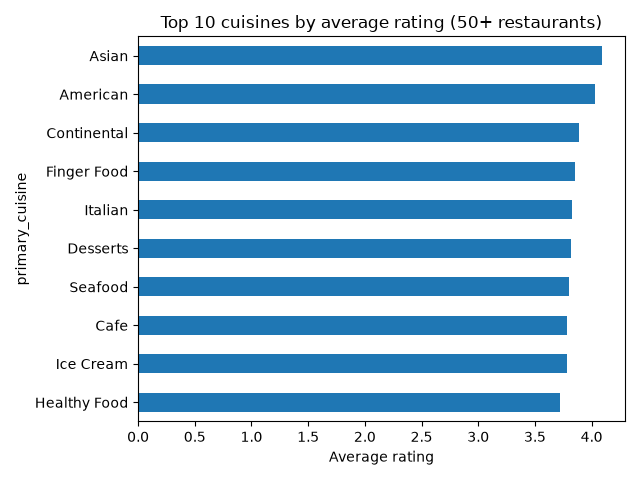 Top 10 cuisines by average rating (50+ restaurants)
primary_cuisine
Asian
American
Continental
Finger Food
Italian
Desserts
Seafood
Cafe
Ice Cream
Healthy Food
0.0 0.5 1.0 1.5 2.0 2.5 3.0 3.5 4.0
Average rating